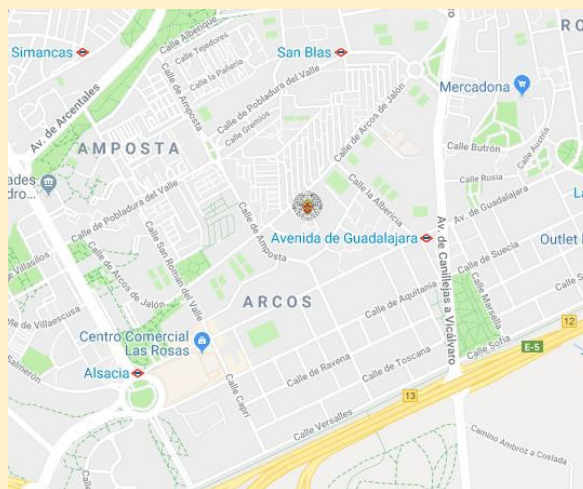 Simancas
Calle Alberique
Calle Tejedores
San Blas
RO
Calle la Pañería
Calle de Pobladura del Valle
Av. de Arcentales
Calle de Amposta
Calle Gremios
Calle de Arcos de Jalón
Mercadona
AMPOSTA
Calle Butrón
Calle Austria
ades
dro...
Calle Rusia
Calle la Albericia
Av. de Guadalajara
La
Calle de Pobladura del Valle
Calle de Amposta
Avenida de Guadalajara
Outlet
Villasilos
Calle San Román del Valle
Calle de Suecia
Calle de Arcos de Jalón
ARCOS
Calle de Aquitania
Av. de Canillejas a Vicálvaro
Calle Marsella
Calle S
le de Villaescusa
Centro Comercial
Las Rosas
12
Calle Sofía
E-5
Salmerón
Alsacia
Calle de Ravena
Calle de Toscana
Calle Capri
13
Calle Versalles
Camino Ambroz a Coslada